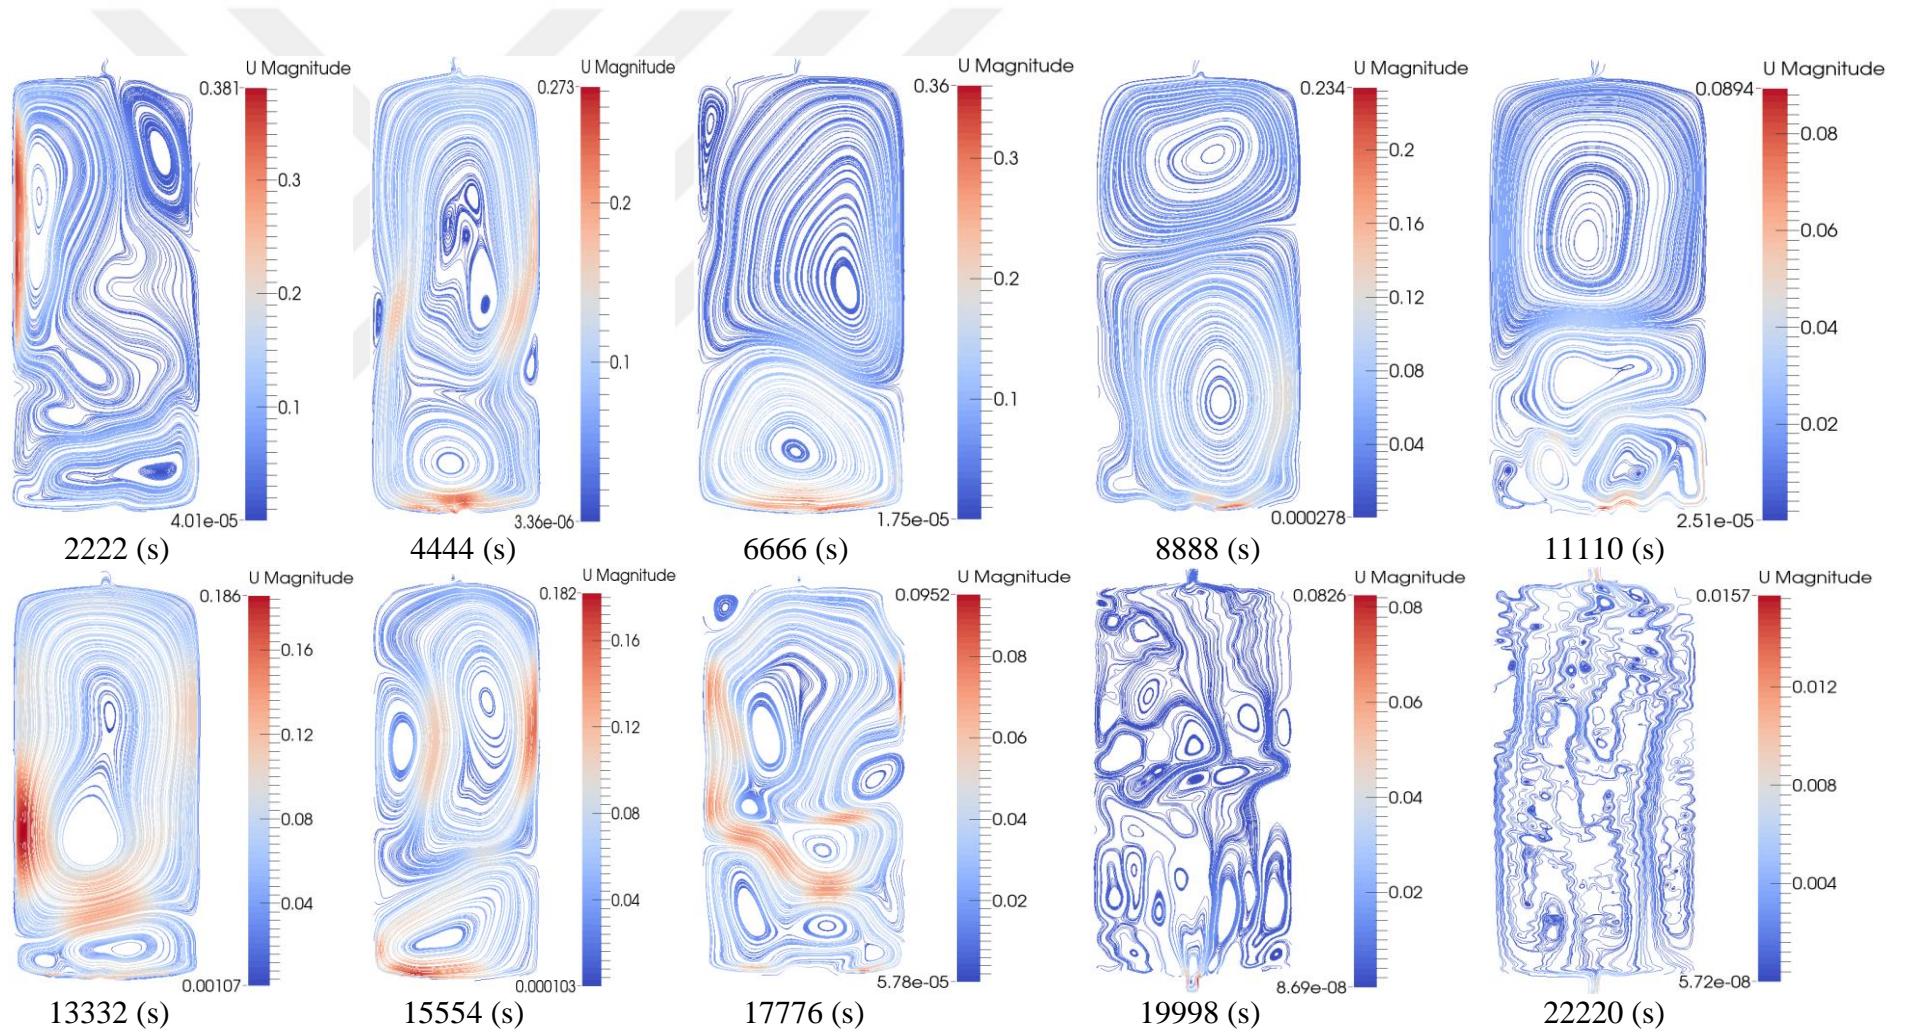 U Magnitude
0.381
0.3
0.2
0.1
4.01e-05
2222 (s)
U Magnitude
0.273
0.2
0.1
3.36e-06
4444 (s)
U Magnitude
0.36
0.3
0.2
0.1
1.75e-05
6666 (s)
U Magnitude
0.234
0.2
0.16
0.12
0.08
0.04
0.000278
8888 (s)
U Magnitude
0.0894
0.08
0.06
0.04
0.02
2.51e-05
11110 (s)
U Magnitude
0.186
0.16
0.12
0.08
0.04
0.00107
13332 (s)
U Magnitude
0.182
0.16
0.12
0.08
0.04
0.000103
15554 (s)
U Magnitude
0.0952
0.08
0.06
0.04
0.02
5.78e-05
17776 (s)
U Magnitude
0.0826
0.08
0.06
0.04
0.02
8.69e-08
19998 (s)
U Magnitude
0.0157
0.012
0.008
0.004
5.72e-08
22220 (s)